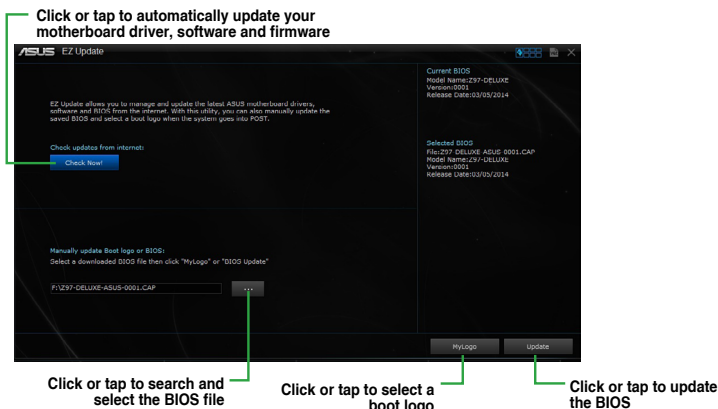 Click or tap to automatically update your
motherboard driver, software and firmware
ASUS EZ Update
Current BIOS
Model Name:Z97-DELUXE
Version:0001
Release Date:03/05/2014
EZ Update allows you to manage and update the latest ASUS motherboard drivers,
software and BIOS from the internet. With this utility, you can also manually update the
saved BIOS and select a boot logo when the system goes into POST.
Check updates from internet:
Check Now!
Selected BIOS
File:Z97-DELUXE-ASUS-0001.CAP
Model Name:Z97-DELUXE
Version:0001
Release Date:03/05/2014
Manually update Boot logo or BIOS:
Select a downloaded BIOS file then click "MyLogo" or "BIOS Update"
F:\Z97-DELUXE-ASUS-0001.CAP
...
MyLogo
Update
Click or tap to search and
select the BIOS file
Click or tap to select a
boot logo
Click or tap to update
the BIOS